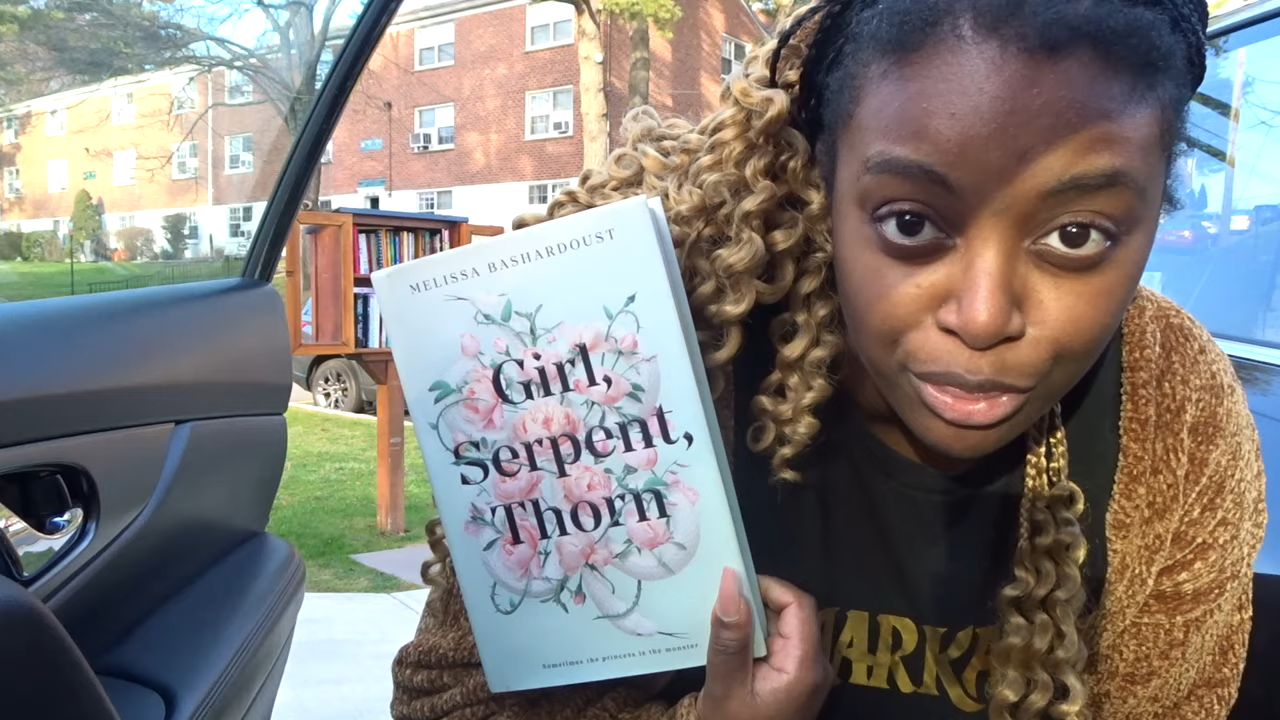 MELISSA BASHARDOUST
Girl,
Serpent,
Thorn
Sometimes the princess is the monster